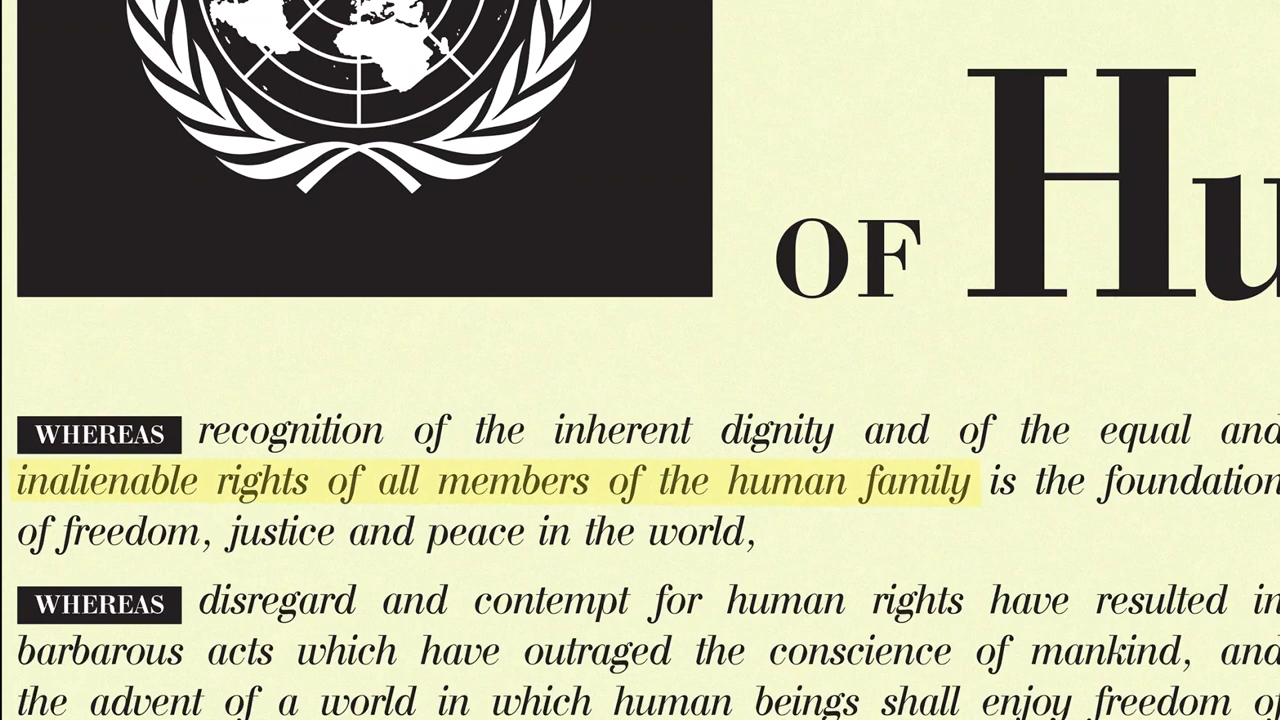 OF Hu
WHEREAS recognition of the inherent dignity and of the equal and
inalienable rights of all members of the human family is the foundation
of freedom, justice and peace in the world,
WHEREAS disregard and contempt for human rights have resulted in
barbarous acts which have outraged the conscience of mankind, and
the advent of a world in which human beings shall enjoy freedom of